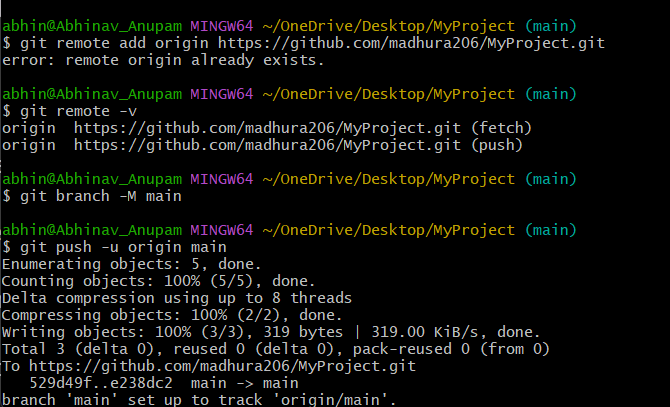 abhin@Abhinav_Anupam MINGW64 ~/OneDrive/Desktop/MyProject (main)
$ git remote add origin https://github.com/madhura206/MyProject.git
error: remote origin already exists.
abhin@Abhinav_Anupam MINGW64 ~/OneDrive/Desktop/MyProject (main)
$ git remote -v
origin  https://github.com/madhura206/MyProject.git (fetch)
origin  https://github.com/madhura206/MyProject.git (push)
abhin@Abhinav_Anupam MINGW64 ~/OneDrive/Desktop/MyProject (main)
$ git branch -M main
abhin@Abhinav_Anupam MINGW64 ~/OneDrive/Desktop/MyProject (main)
$ git push -u origin main
Enumerating objects: 5, done.
Counting objects: 100% (5/5), done.
Delta compression using up to 8 threads
Compressing objects: 100% (2/2), done.
Writing objects: 100% (3/3), 319 bytes | 319.00 KiB/s, done.
Total 3 (delta 0), reused 0 (delta 0), pack-reused 0 (from 0)
To https://github.com/madhura206/MyProject.git
   529d49f..e238dc2  main -> main
branch 'main' set up to track 'origin/main'.